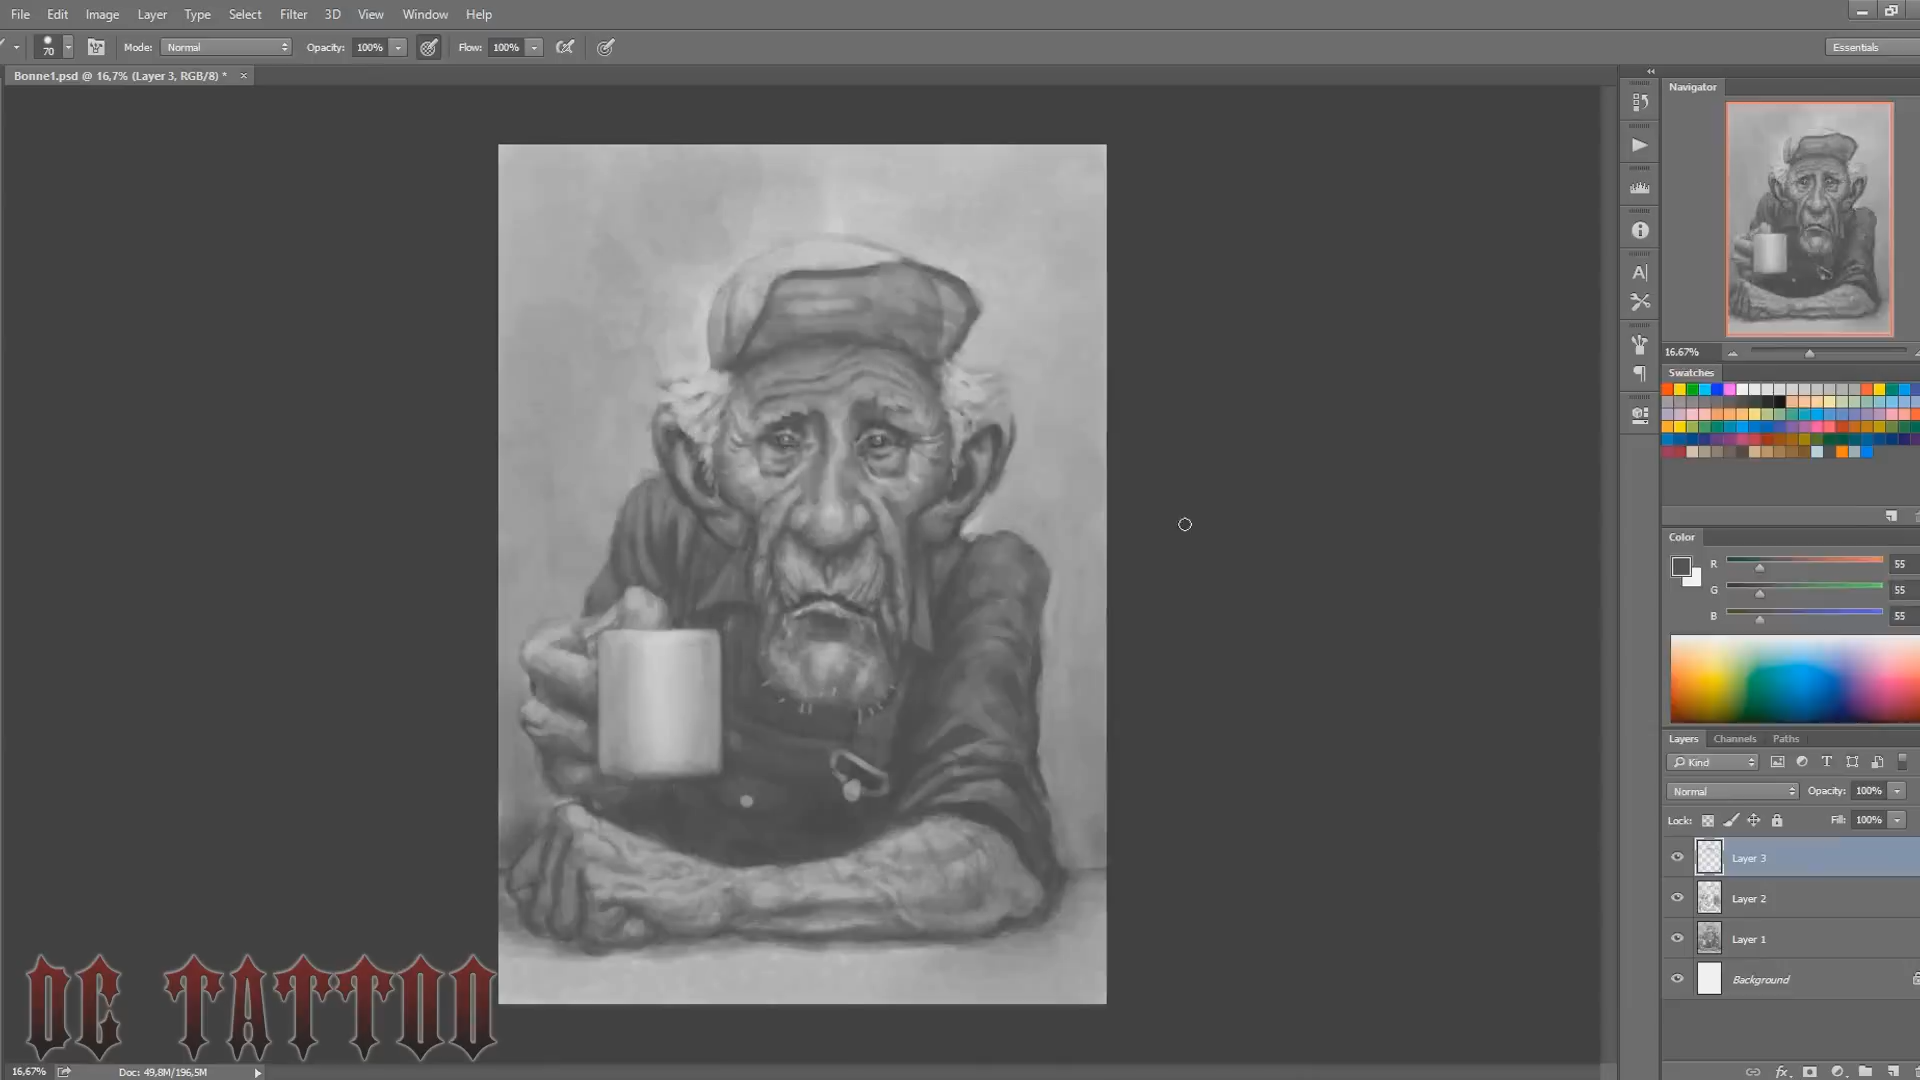 File Edit Image Layer Type Select Filter 3D View Window Help
70 Mode: Normal Opacity: 100% Flow: 100% Essentials
Bonne1.psd @ 16,7% (Layer 3, RGB/8) * ×
Navigator
16.67%
Swatches
Color
R 55
G 55
B 55
Layers Channels Paths
Kind
Normal Opacity: 100%
Lock: Fill: 100%
Layer 3
Layer 2
Layer 1
Background
DE TATTOO
16,67% Doc: 49,8M/196,5M
fx